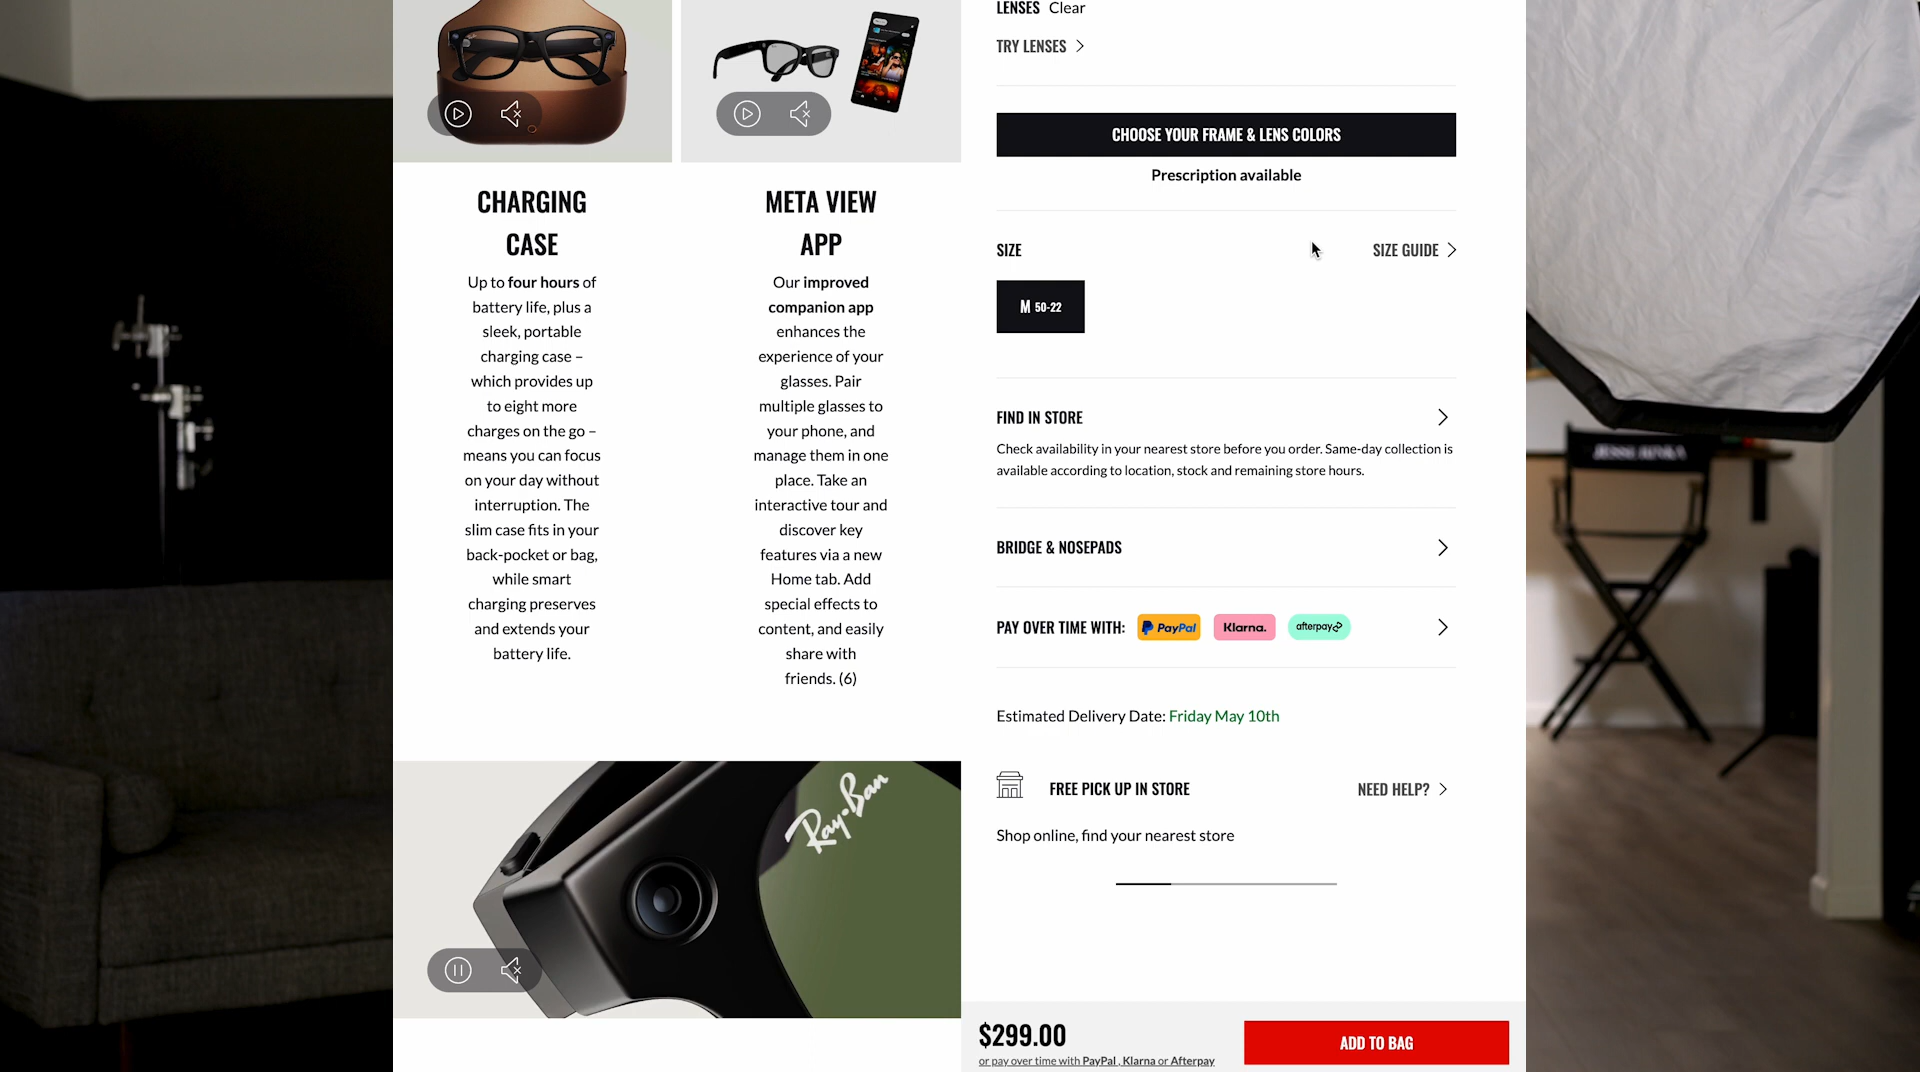 CHARGING
CASE
Up to four hours of
battery life, plus a
sleek, portable
charging case –
which provides up
to eight more
charges on the go –
means you can focus
on your day without
interruption. The
slim case fits in your
back-pocket or bag,
while smart
charging preserves
and extends your
battery life.
META VIEW
APP
Our improved
companion app
enhances the
experience of your
glasses. Pair
multiple glasses to
your phone, and
manage them in one
place. Take an
interactive tour and
discover key
features via a new
Home tab. Add
special effects to
content, and easily
share with
friends. (6)
Ray-Ban
LENSES Clear
TRY LENSES
CHOOSE YOUR FRAME & LENS COLORS
Prescription available
SIZE
SIZE GUIDE
M 50-22
FIND IN STORE
Check availability in your nearest store before you order. Same-day collection is
available according to location, stock and remaining store hours.
BRIDGE & NOSEPADS
PAY OVER TIME WITH: PayPal Klarna. afterpay
Estimated Delivery Date: Friday May 10th
FREE PICK UP IN STORE
NEED HELP?
Shop online, find your nearest store
$299.00
or pay over time with PayPal, Klarna or Afterpay
ADD TO BAG